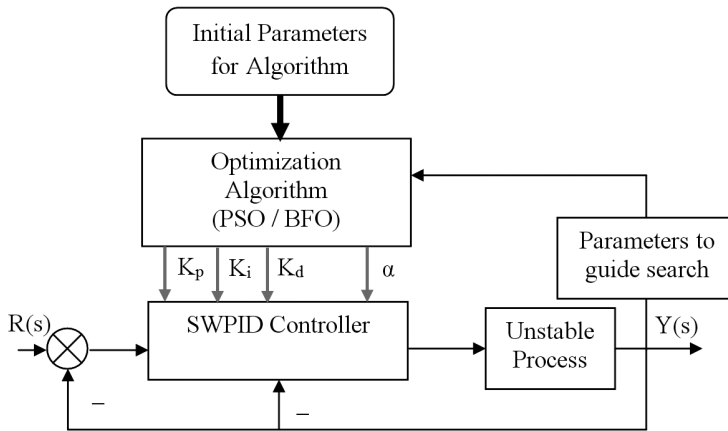 Initial Parameters
for Algorithm
Optimization
Algorithm
(PSO / BFO)
Parameters to
guide search
Kp
Ki
Kd
α
R(s)
SWPID Controller
Unstable
Process
Y(s)
–
–